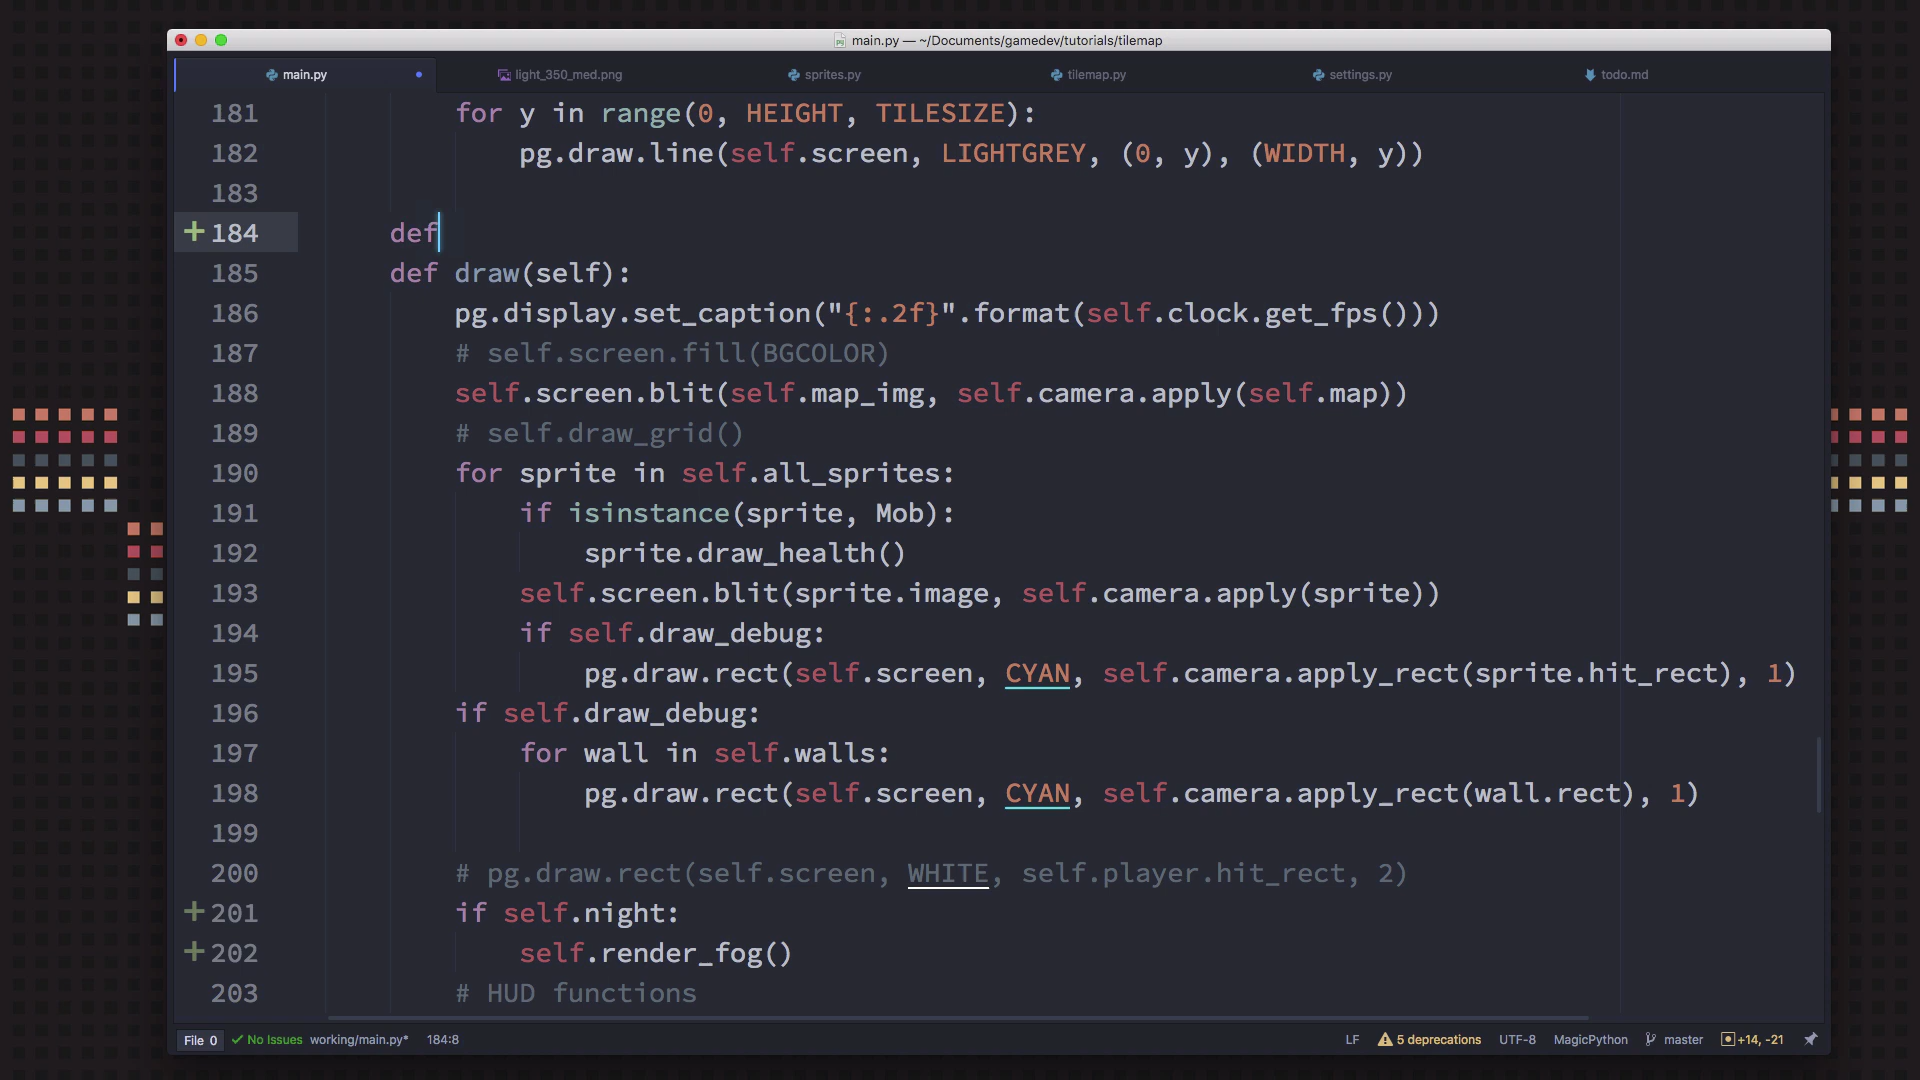 main.py — ~/Documents/gamedev/tutorials/tilemap
main.py light_350_med.png sprites.py tilemap.py settings.py todo.md
181 for y in range(0, HEIGHT, TILESIZE):
182 pg.draw.line(self.screen, LIGHTGREY, (0, y), (WIDTH, y))
183
+ 184 def
185 def draw(self):
186 pg.display.set_caption("{:.2f}".format(self.clock.get_fps()))
187 # self.screen.fill(BGCOLOR)
188 self.screen.blit(self.map_img, self.camera.apply(self.map))
189 # self.draw_grid()
190 for sprite in self.all_sprites:
191 if isinstance(sprite, Mob):
192 sprite.draw_health()
193 self.screen.blit(sprite.image, self.camera.apply(sprite))
194 if self.draw_debug:
195 pg.draw.rect(self.screen, CYAN, self.camera.apply_rect(sprite.hit_rect), 1)
196 if self.draw_debug:
197 for wall in self.walls:
198 pg.draw.rect(self.screen, CYAN, self.camera.apply_rect(wall.rect), 1)
199
200 # pg.draw.rect(self.screen, WHITE, self.player.hit_rect, 2)
+ 201 if self.night:
+ 202 self.render_fog()
203 # HUD functions
File 0 No Issues working/main.py* 184:8 LF 5 deprecations UTF-8 MagicPython master +14, -21